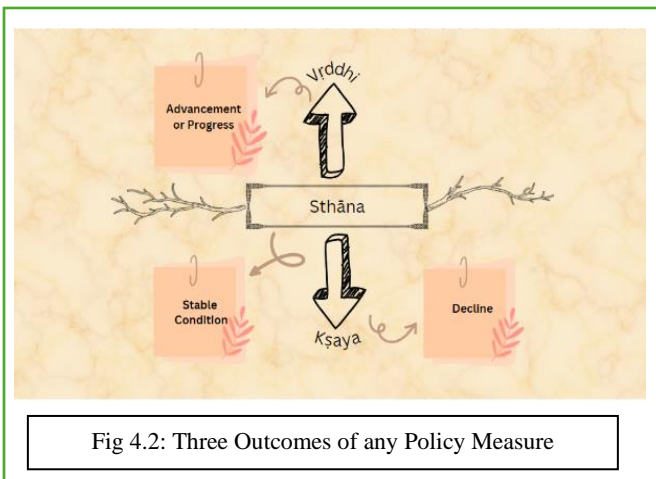 Vṛddhi
Advancement
or Progress
Sthāna
Stable
Condition
Decline
Kṣaya
Fig 4.2: Three Outcomes of any Policy Measure